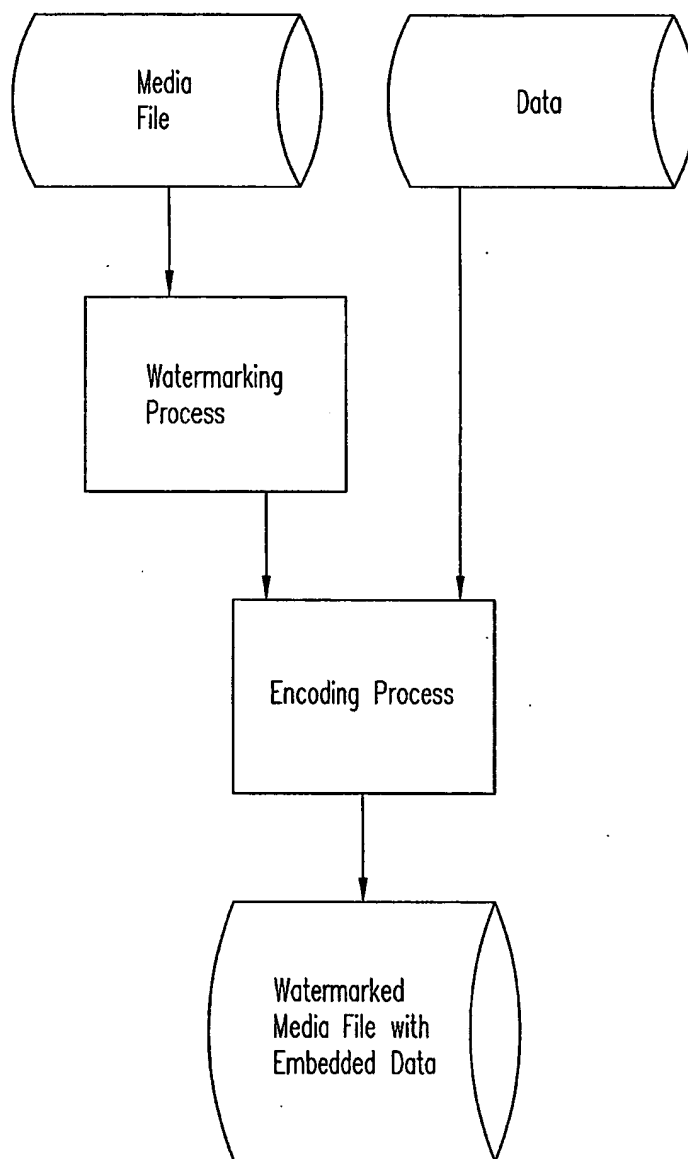 Media
File
Data
Watermarking
Process
Encoding Process
Watermarked
Media File with
Embedded Data